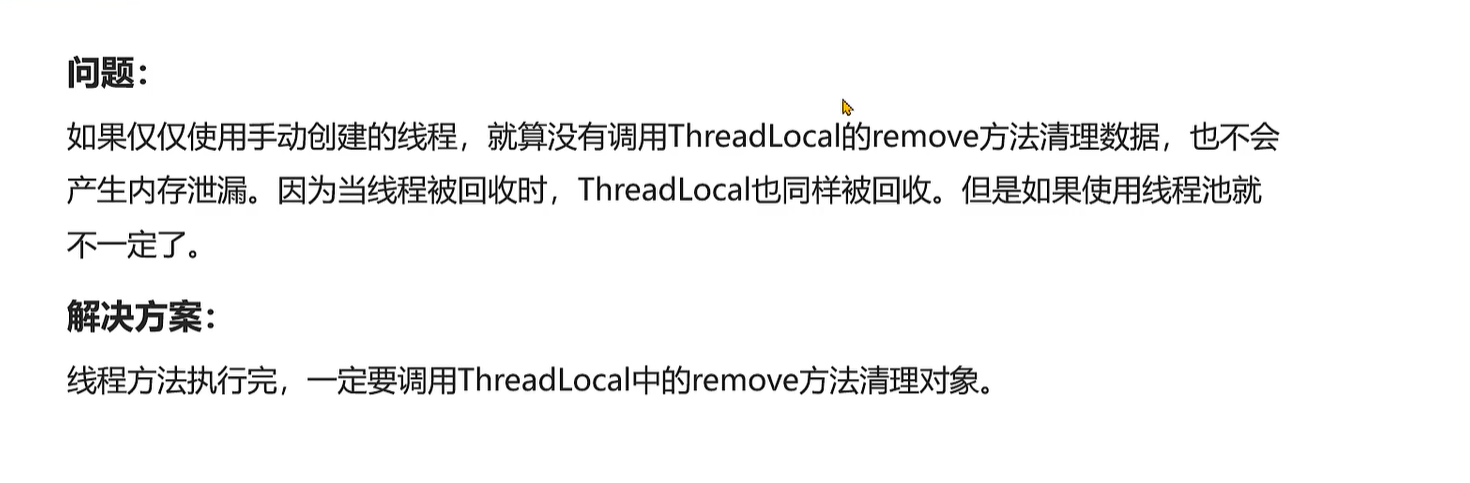 问题：
如果仅仅使用手动创建的线程，就算没有调用ThreadLocal的remove方法清理数据，也不会
产生内存泄漏。因为当线程被回收时，ThreadLocal也同样被回收。但是如果使用线程池就
不一定了。
解决方案：
线程方法执行完，一定要调用ThreadLocal中的remove方法清理对象。